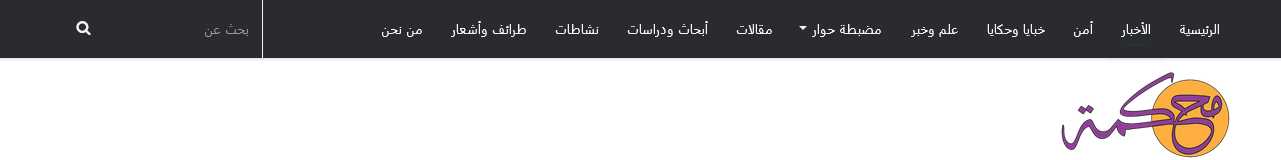 الرئيسية الأخبار أمن خبايا وحكايا علم وخبر مضبطة حوار مقالات أبحاث ودراسات نشاطات طرائف وأشعار من نحن بحث عن
محكمة